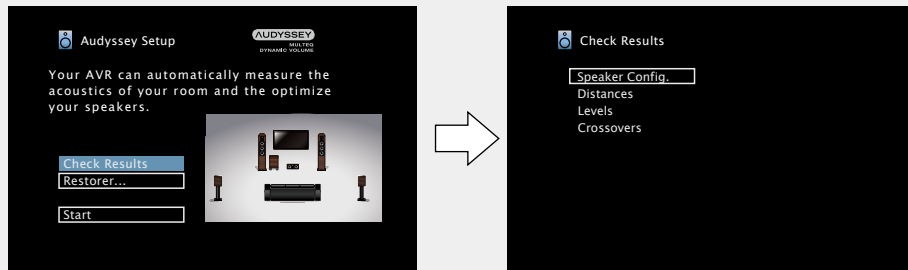 Audyssey Setup
AUDYSSEY
MULTEQ
DYNAMIC VOLUME
Your AVR can automatically measure the
acoustics of your room and the optimize
your speakers.
Check Results
Restorer...
Start
Check Results
Speaker Config.
Distances
Levels
Crossovers